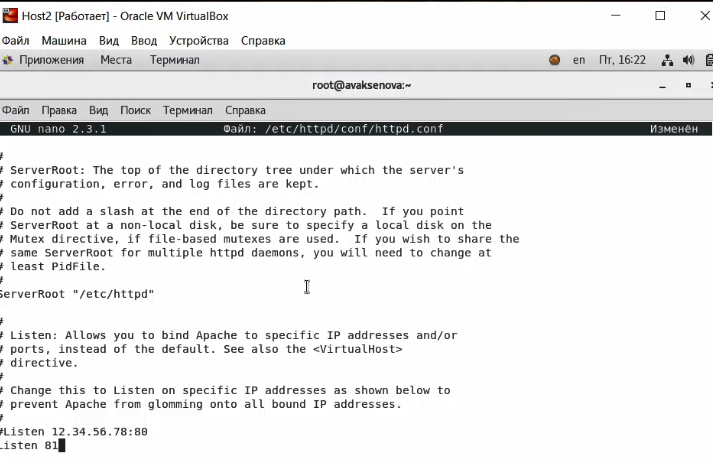 Host2 [Работает] - Oracle VM VirtualBox
Файл Машина Вид Ввод Устройства Справка
Приложения Места Терминал en Пт, 16:22
root@avaksenova:~
Файл Правка Вид Поиск Терминал Справка
GNU nano 2.3.1 Файл: /etc/httpd/conf/httpd.conf Изменён
#
# ServerRoot: The top of the directory tree under which the server's
# configuration, error, and log files are kept.
#
# Do not add a slash at the end of the directory path.  If you point
# ServerRoot at a non-local disk, be sure to specify a local disk on the
# Mutex directive, if file-based mutexes are used.  If you wish to share the
# same ServerRoot for multiple httpd daemons, you will need to change at
# least PidFile.
#
ServerRoot "/etc/httpd"
#
# Listen: Allows you to bind Apache to specific IP addresses and/or
# ports, instead of the default. See also the <VirtualHost>
# directive.
#
# Change this to Listen on specific IP addresses as shown below to
# prevent Apache from glomming onto all bound IP addresses.
#
#Listen 12.34.56.78:80
Listen 81